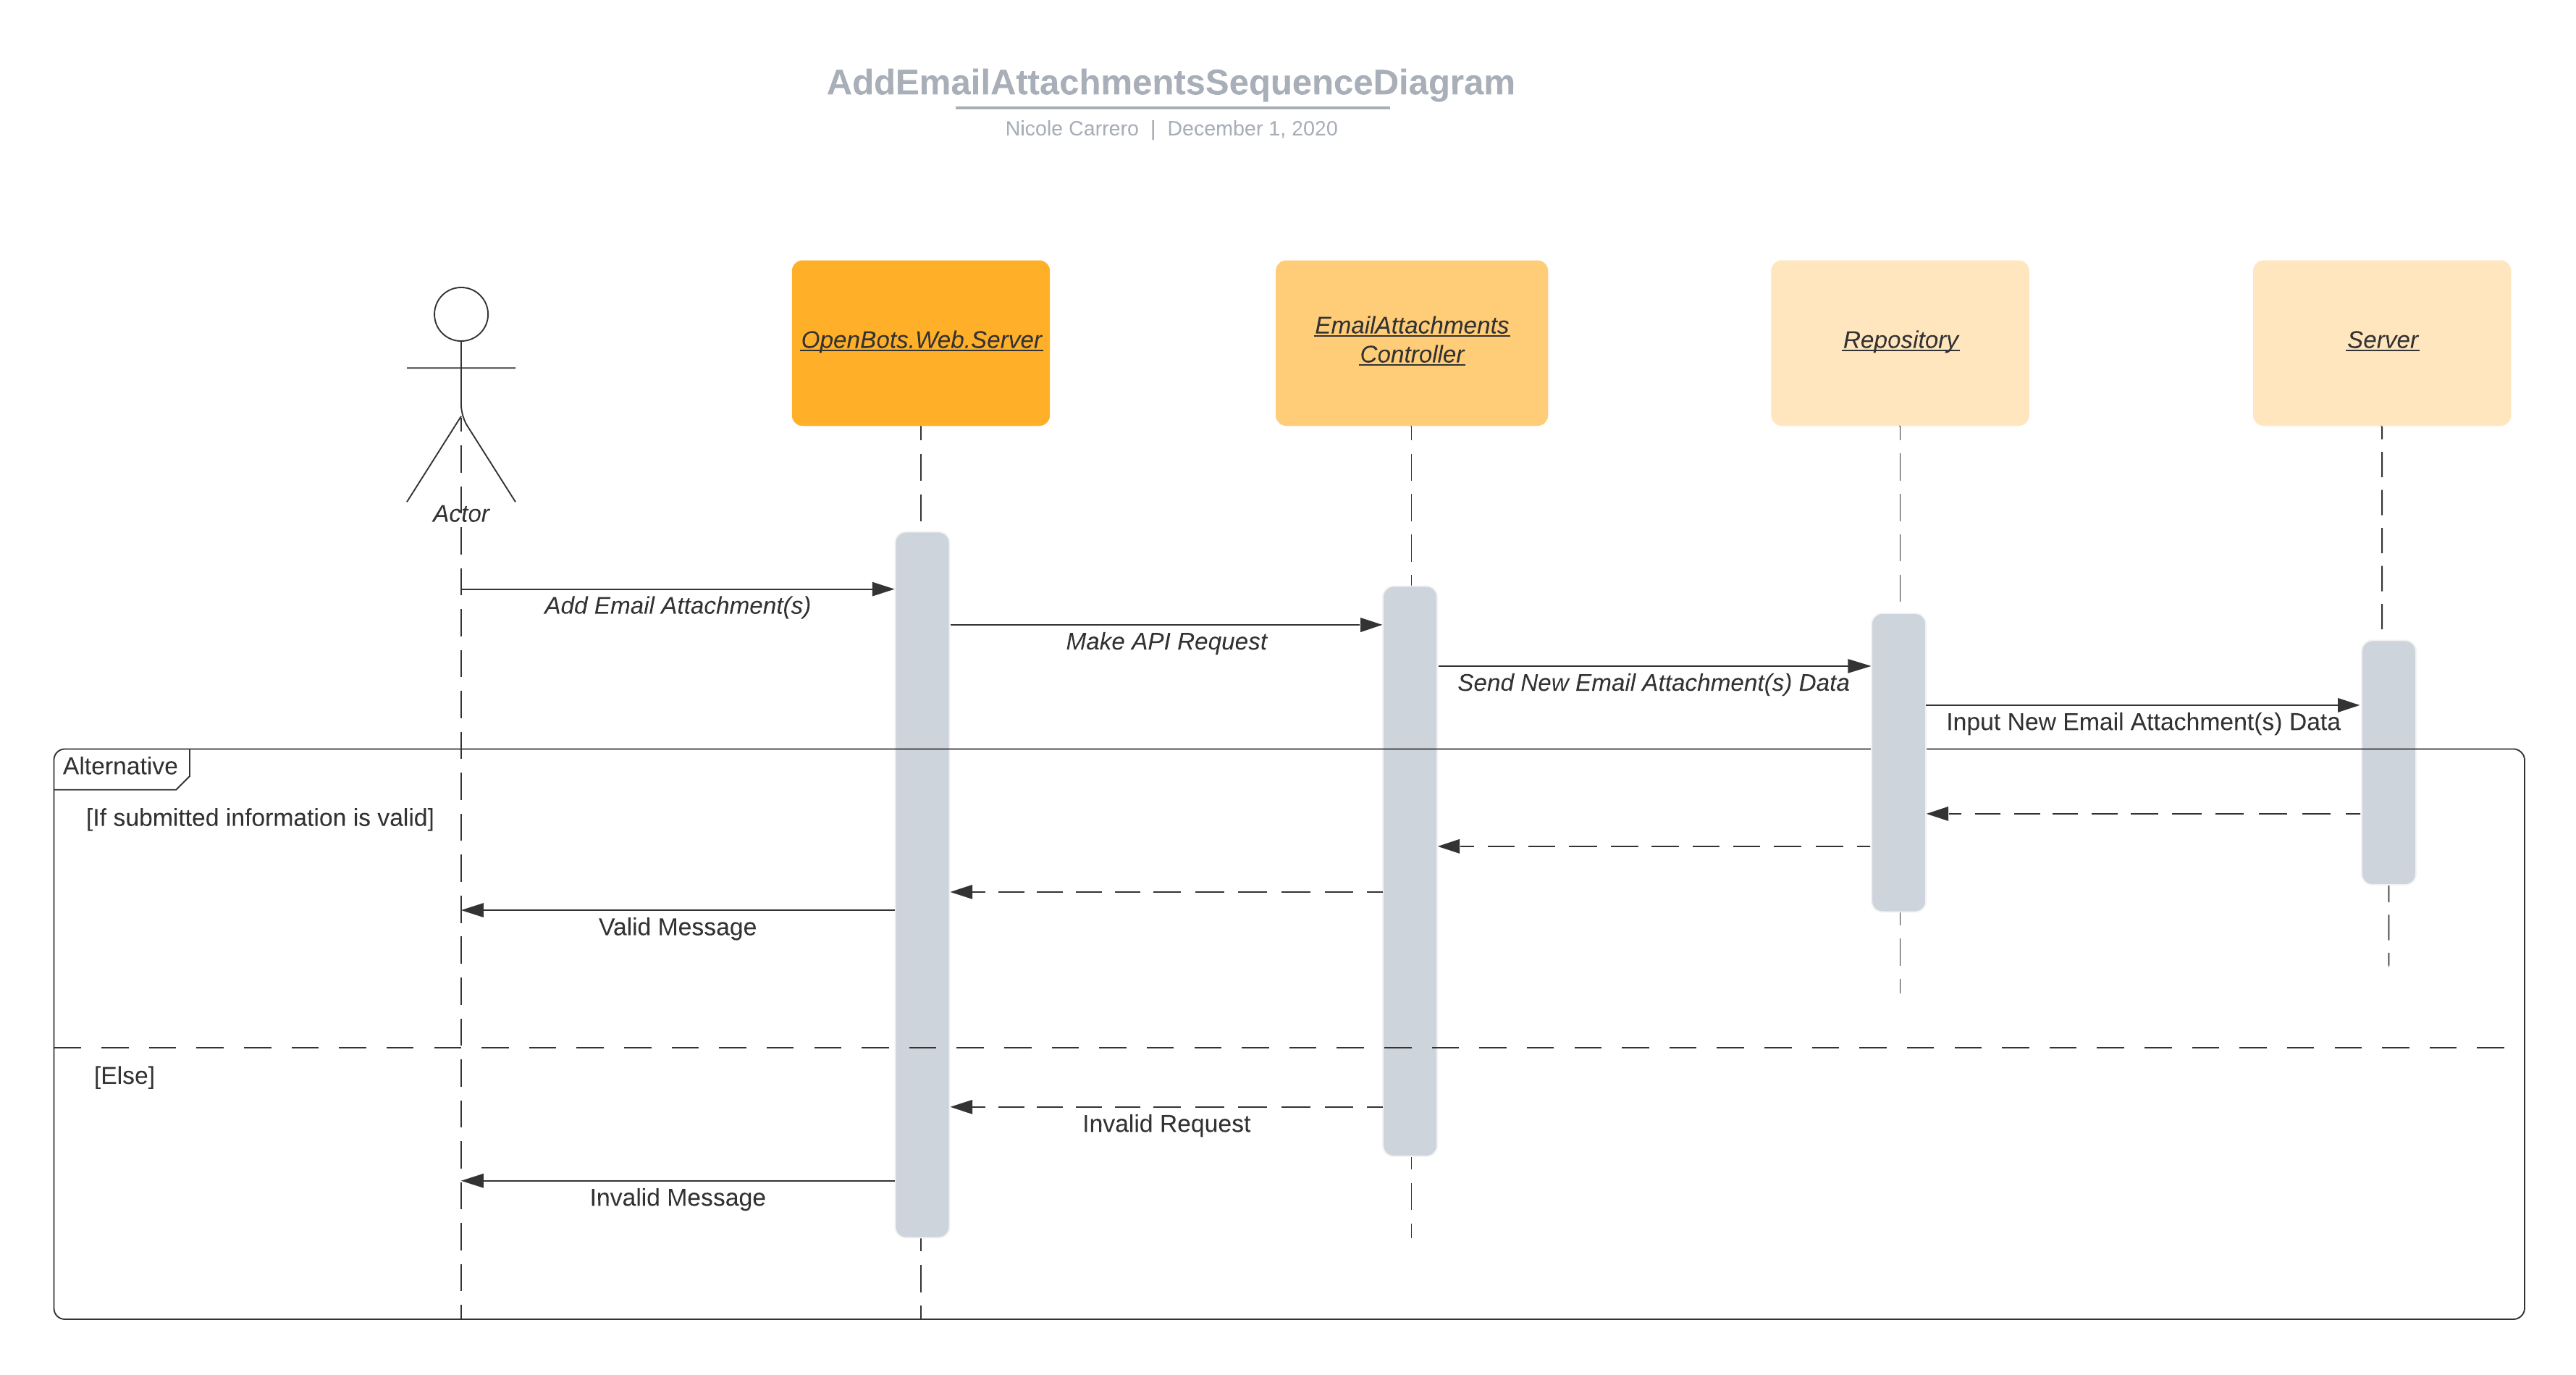 AddEmailAttachmentsSequenceDiagram
Nicole Carrero | December 1, 2020
OpenBots.Web.Server
EmailAttachments
Controller
Repository
Server
Actor
Add Email Attachment(s)
Make API Request
Send New Email Attachment(s) Data
Input New Email Attachment(s) Data
Alternative
[If submitted information is valid]
Valid Message
[Else]
Invalid Request
Invalid Message